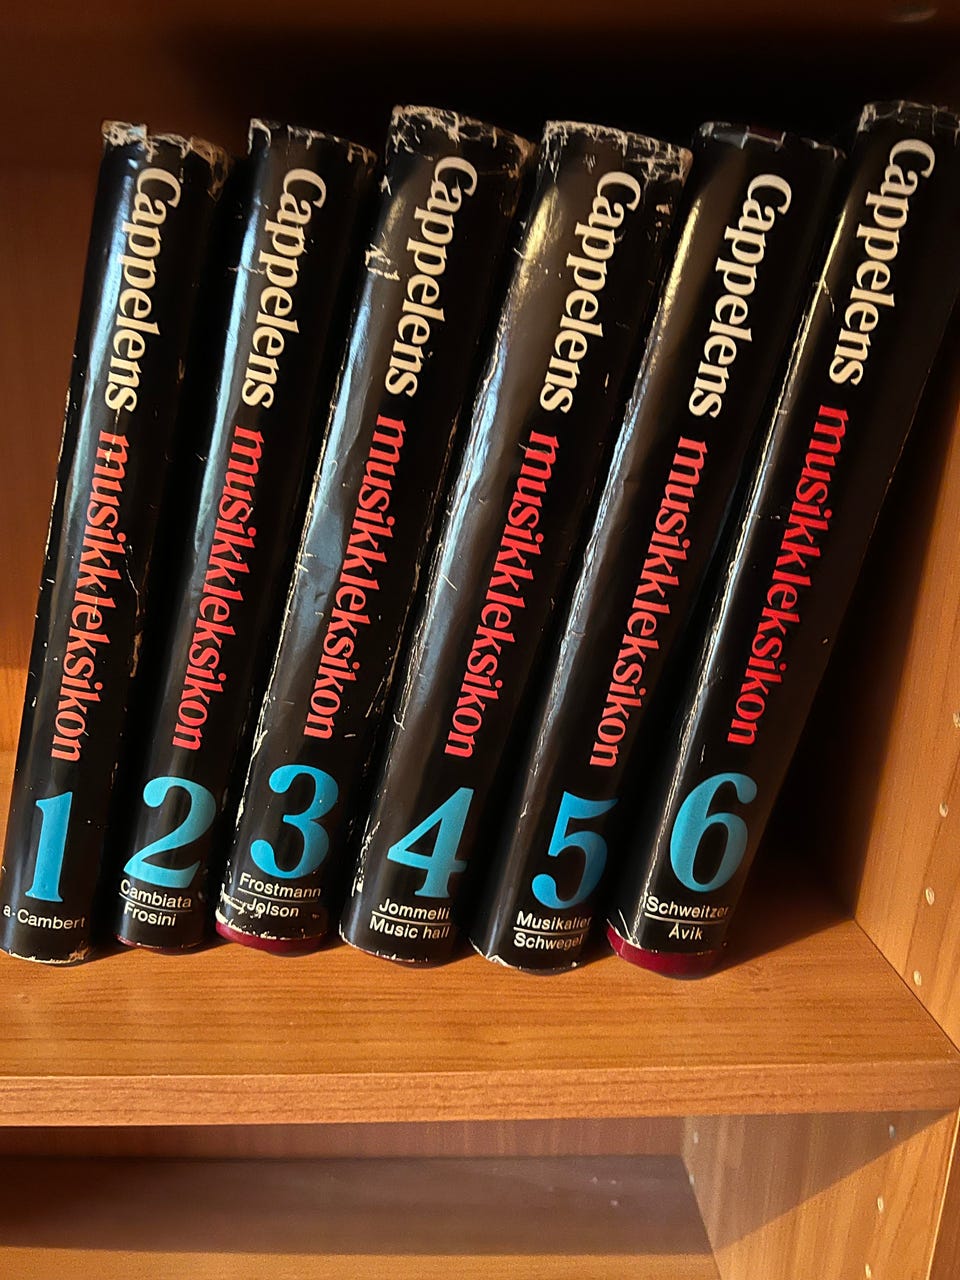 Cappelens musikkleksikon
1
a-Cambert
Cappelens musikkleksikon
2
Cambiata
Frosini
Cappelens musikkleksikon
3
Frostmann
Jolson
Cappelens musikkleksikon
4
Jommelli
Music hall
Cappelens musikkleksikon
5
Musikalier
Schwegel
Cappelens musikkleksikon
6
Schweitzer
Åvik